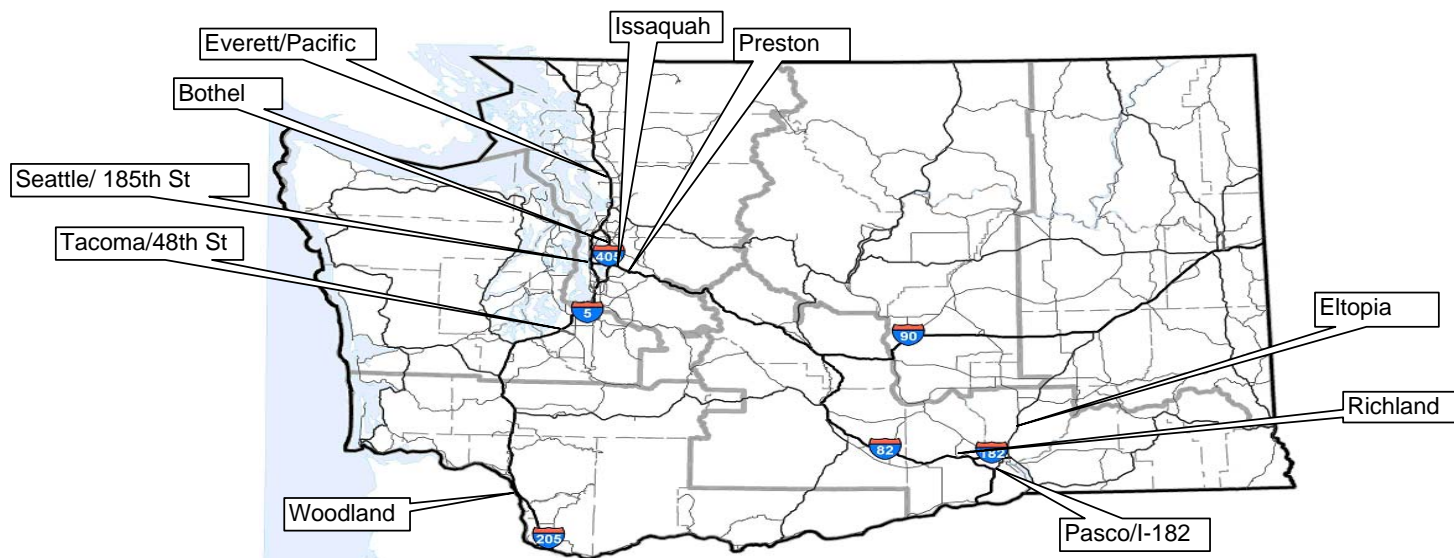 Issaquah
Everett/Pacific
Preston
Bothel
Seattle/ 185th St
Tacoma/48th St
405
5
90
Eltopia
Richland
82
182
Woodland
205
Pasco/I-182